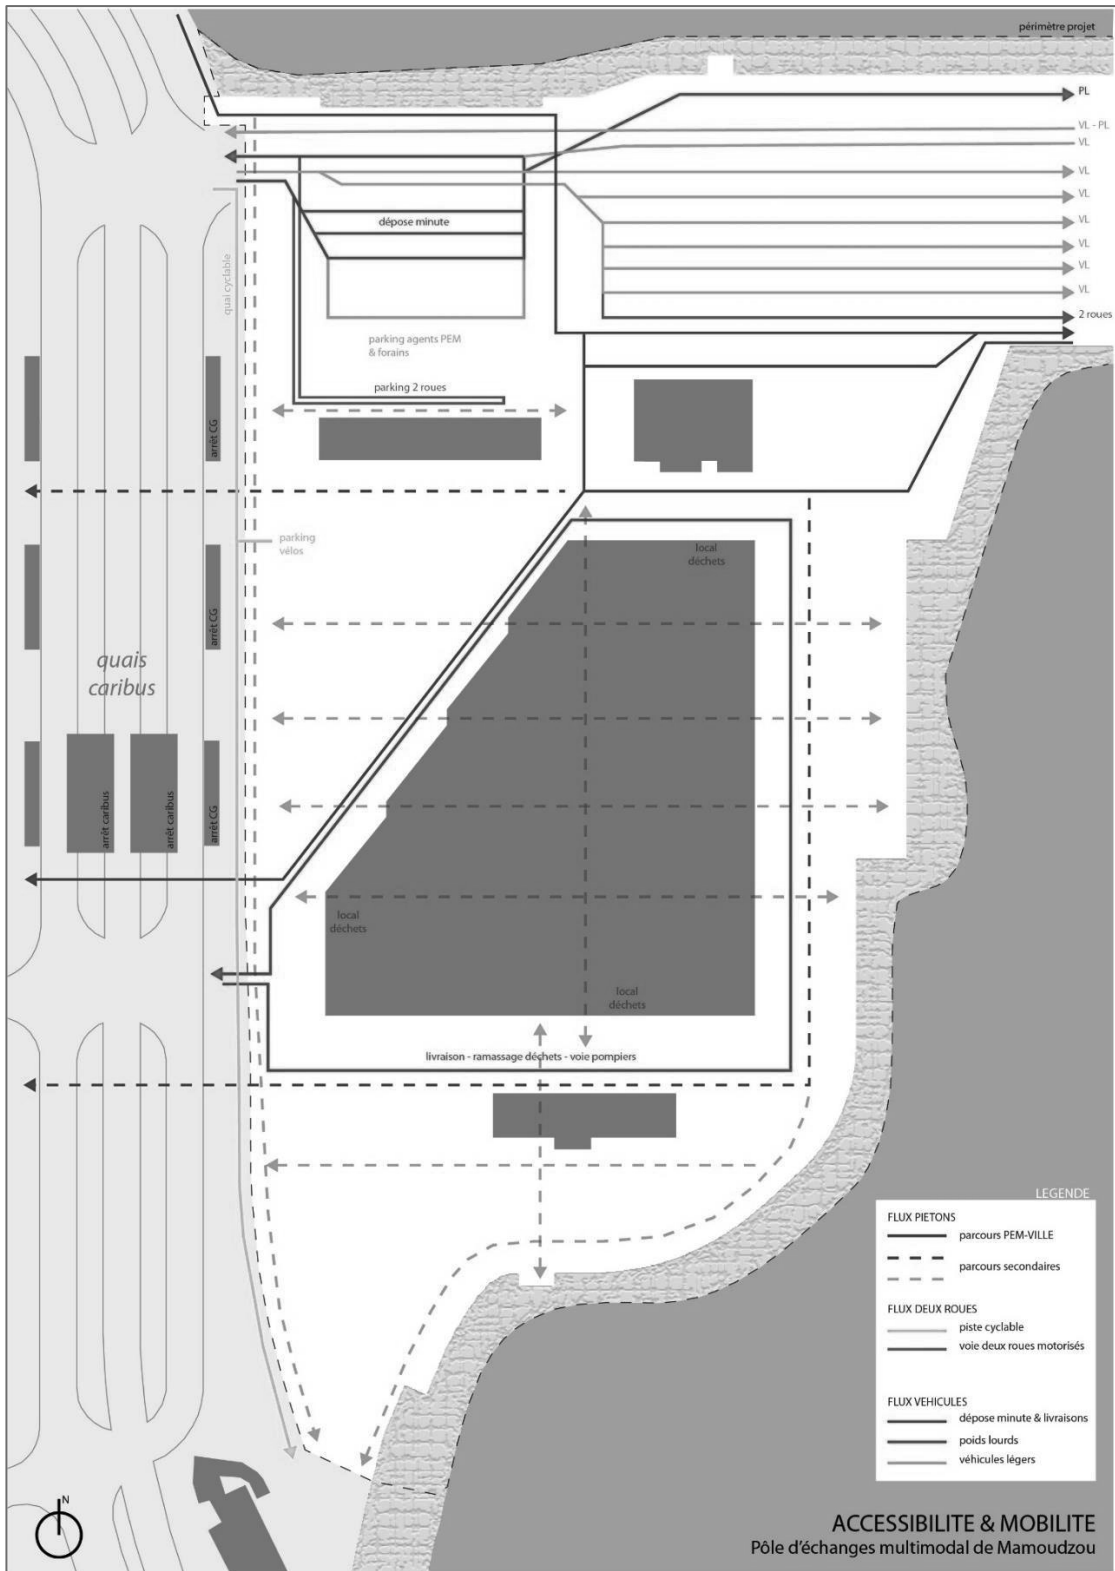 périmètre projet
PL
VL - PL
VL
VL
VL
VL
VL
VL
VL
2 roues
dépose minute
quai cyclable
parking agents PEM
& forains
parking 2 roues
arrêt CG
parking
vélos
local
déchets
arrêt CG
quais
caribus
arrêt caribus
arrêt caribus
arrêt CG
local
déchets
local
déchets
livraison - ramassage déchets - voie pompiers
LEGENDE
FLUX PIETONS
parcours PEM-VILLE
parcours secondaires
FLUX DEUX ROUES
piste cyclable
voie deux roues motorisés
FLUX VEHICULES
dépose minute & livraisons
poids lourds
véhicules légers
N
ACCESSIBILITE & MOBILITE
Pôle d'échanges multimodal de Mamoudzou